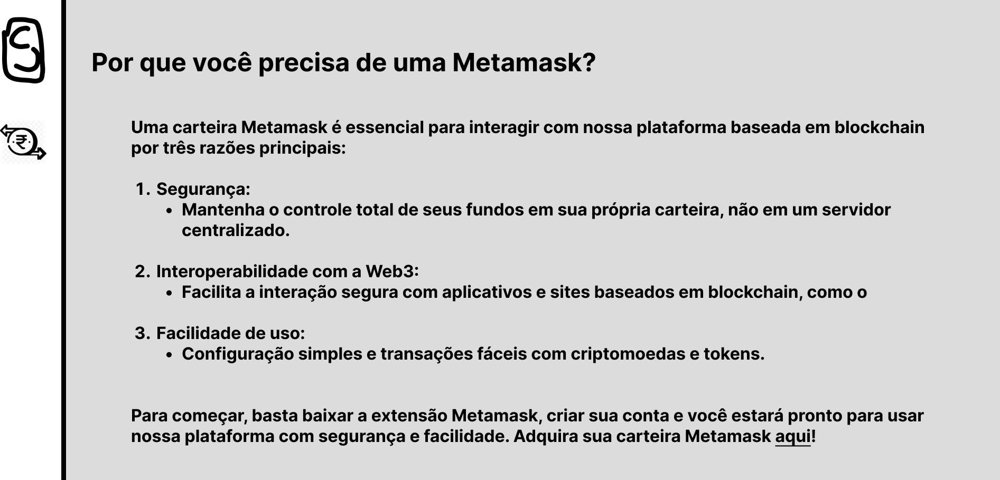 Por que você precisa de uma Metamask?
Uma carteira Metamask é essencial para interagir com nossa plataforma baseada em blockchain
por três razões principais:
1. Segurança:
• Mantenha o controle total de seus fundos em sua própria carteira, não em um servidor
centralizado.
2. Interoperabilidade com a Web3:
• Facilita a interação segura com aplicativos e sites baseados em blockchain, como o
3. Facilidade de uso:
• Configuração simples e transações fáceis com criptomoedas e tokens.
Para começar, basta baixar a extensão Metamask, criar sua conta e você estará pronto para usar
nossa plataforma com segurança e facilidade. Adquira sua carteira Metamask aqui!